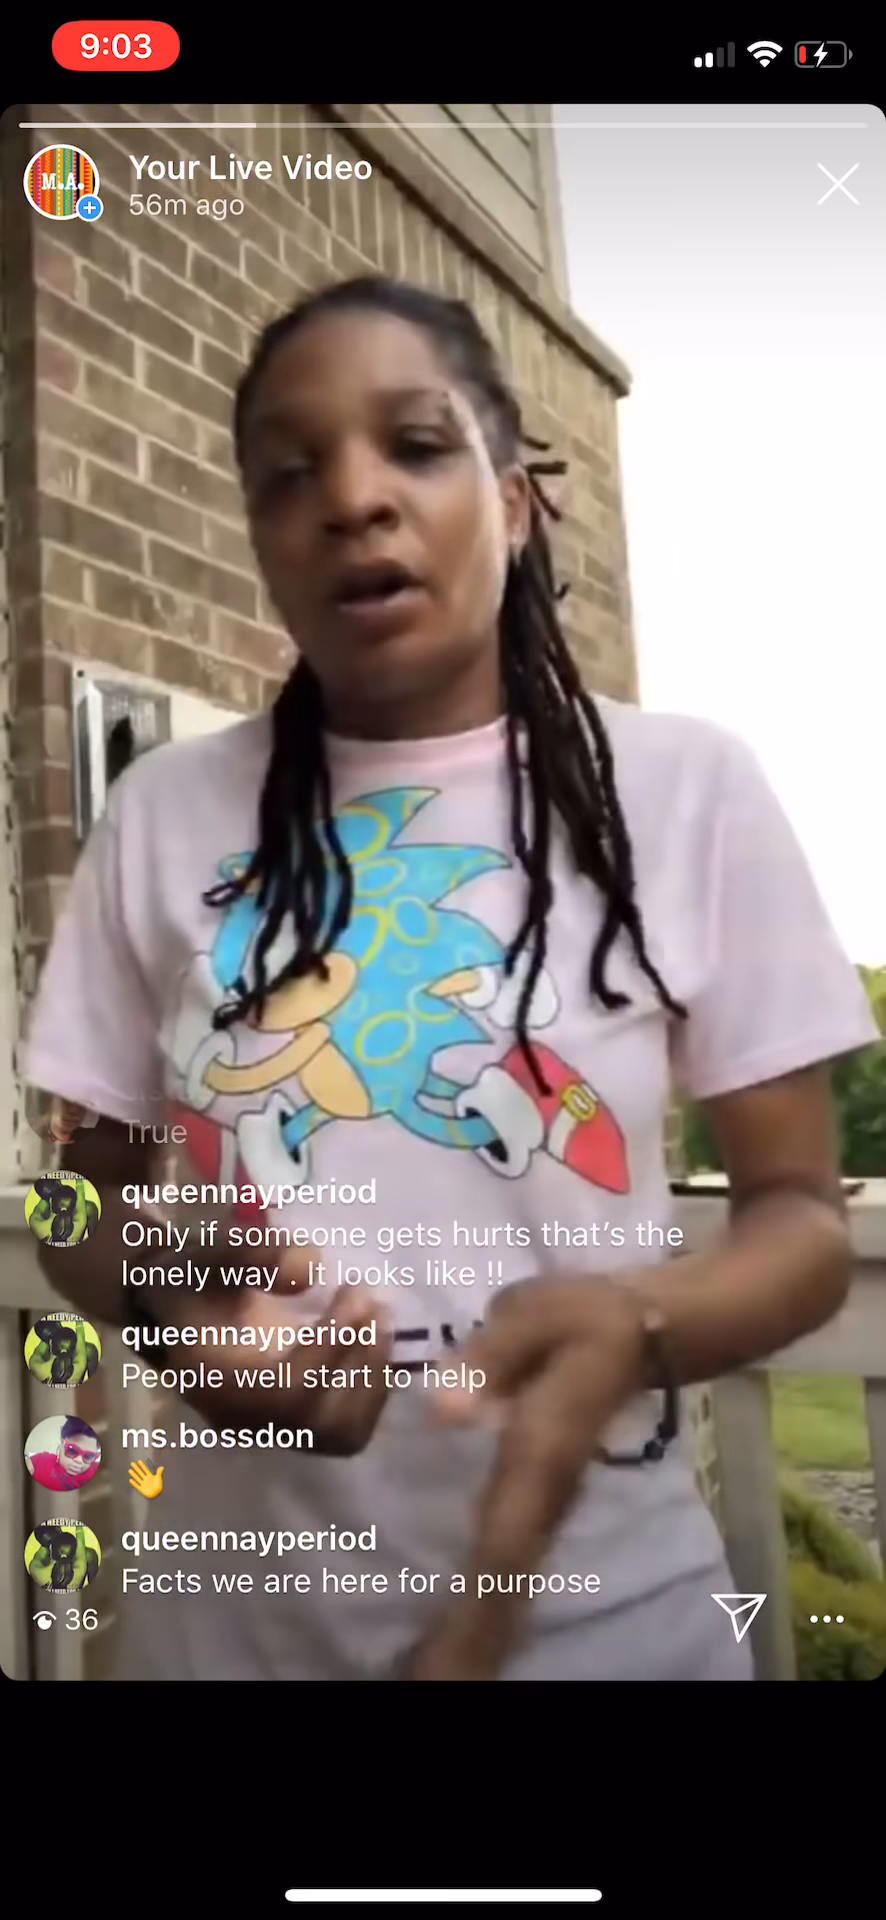 9:03
M.A.
Your Live Video
56m ago
True
queennayperiod
Only if someone gets hurts that's the
lonely way . It looks like !!
queennayperiod
People well start to help
ms.bossdon
👋
queennayperiod
Facts we are here for a purpose
36